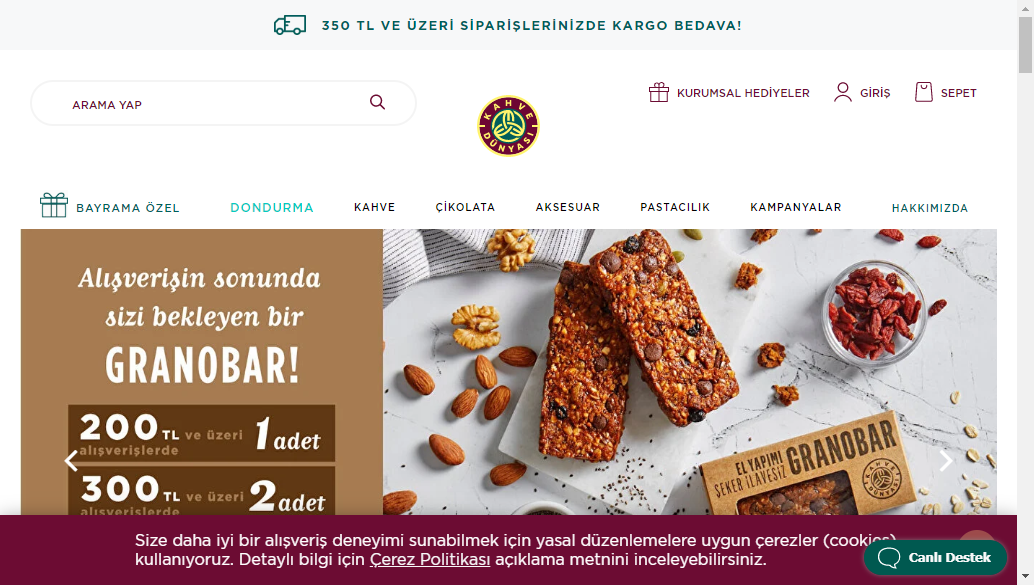 350 TL VE ÜZERİ SİPARİŞLERİNİZDE KARGO BEDAVA!
ARAMA YAP
KAHVE DÜNYASI
KURUMSAL HEDİYELER
GİRİŞ
SEPET
BAYRAMA ÖZEL
DONDURMA
KAHVE
ÇİKOLATA
AKSESUAR
PASTACILIK
KAMPANYALAR
HAKKIMIZDA
Alışverişin sonunda
sizi bekleyen bir
GRANOBAR!
200 TL ve üzeri 1 adet
alışverişlerde
300 TL ve üzeri 2 adet
alışverişlerde
EL YAPIMI
ŞEKER İLAVESİZ
GRANOBAR
KAHVE DÜNYASI
Size daha iyi bir alışveriş deneyimi sunabilmek için yasal düzenlemelere uygun çerezler (cookies)
kullanıyoruz. Detaylı bilgi için Çerez Politikası açıklama metnini inceleyebilirsiniz.
Canlı Destek